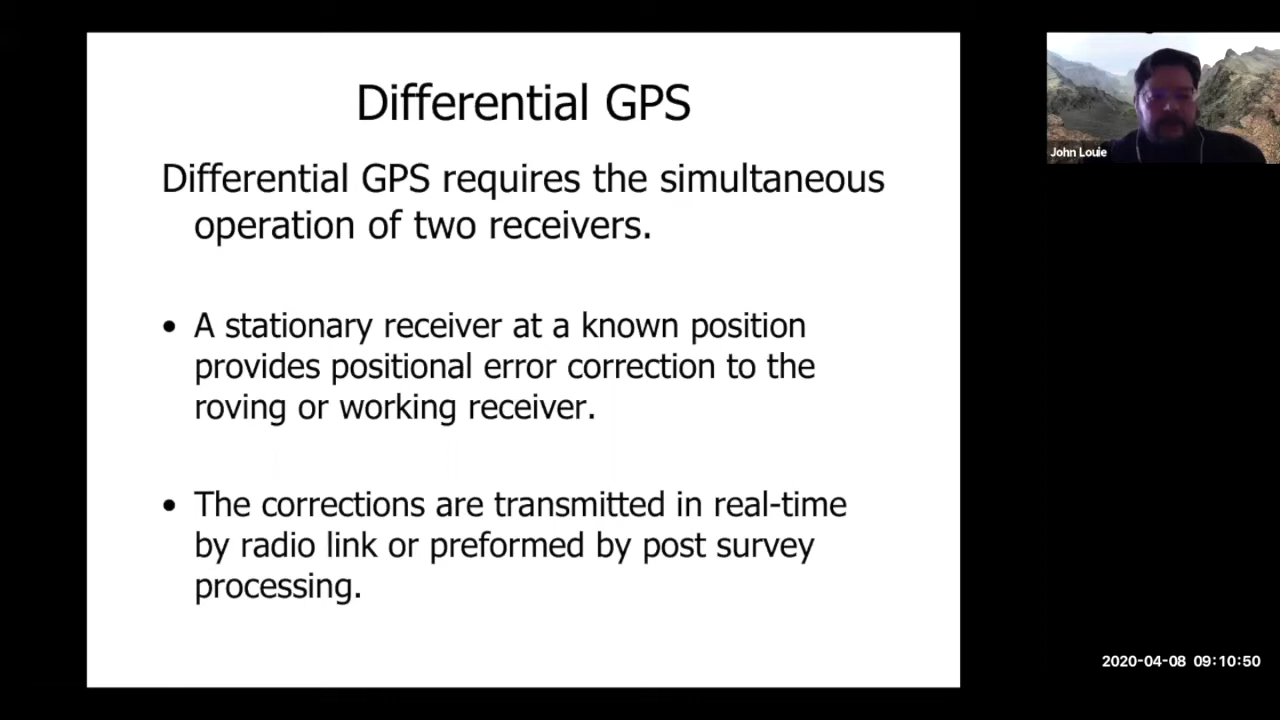 Differential GPS
Differential GPS requires the simultaneous
operation of two receivers.
• A stationary receiver at a known position
provides positional error correction to the
roving or working receiver.
• The corrections are transmitted in real-time
by radio link or preformed by post survey
processing.
John Louie
2020-04-08 09:10:50